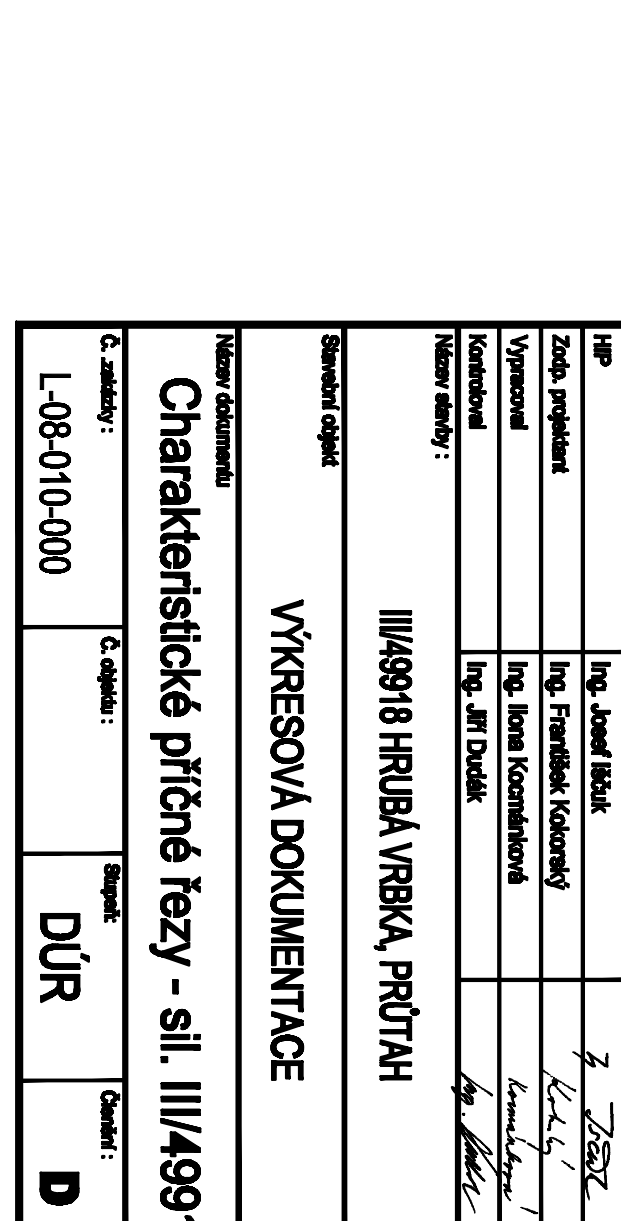 HIP Ing. Josef Iščuk
Zodp. projektant Ing. František Kokorský
Vypracoval Ing. Ilona Kocmánková
Kontroloval Ing. Jiří Dudák
Název stavby :
III/49918 HRUBÁ VRBKA, PRŮTAH
Stavební objekt
VÝKRESOVÁ DOKUMENTACE
Název dokumentu
Charakteristické příčné řezy - sil. III/499
Č. zakázky : Č. objektu : Stupeň: Členění :
L-08-010-000 DÚR D